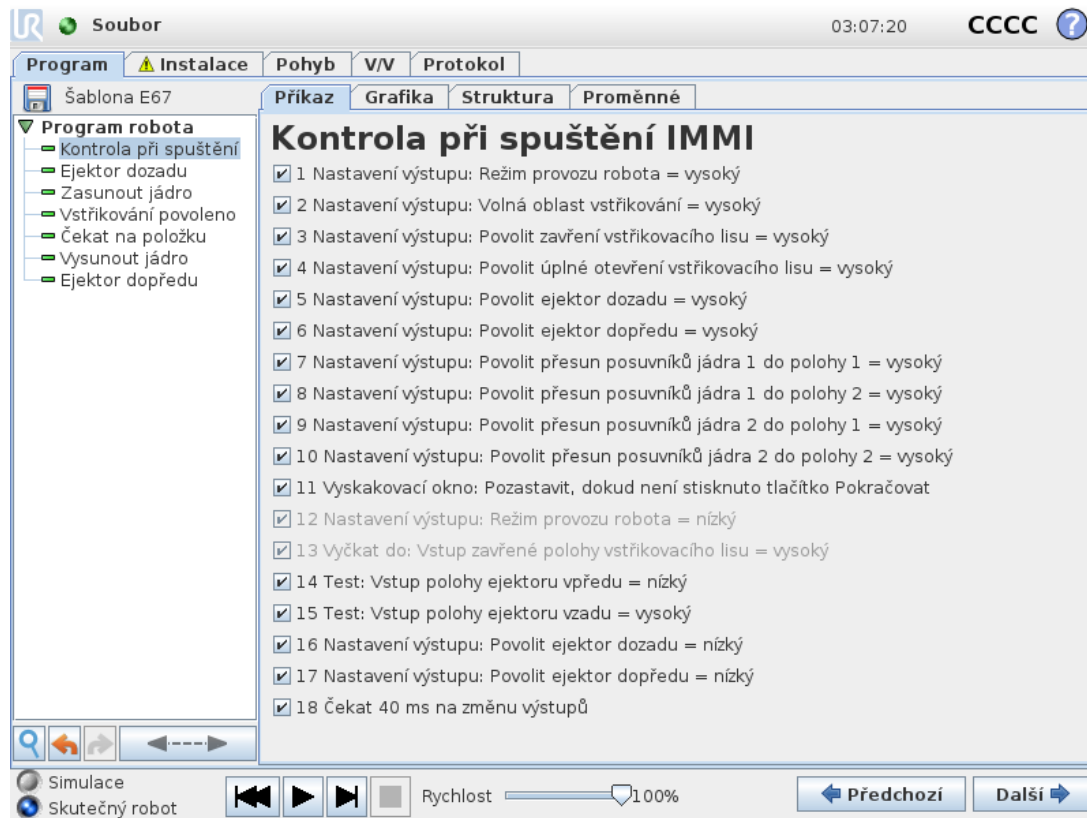 UR Soubor 03:07:20 CCCC ?
Program Instalace Pohyb V/V Protokol
Šablona E67
Příkaz Grafika Struktura Proměnné
Program robota
Kontrola při spuštění
Ejektor dozadu
Zasunout jádro
Vstřikování povoleno
Čekat na položku
Vysunout jádro
Ejektor dopředu
Kontrola při spuštění IMMI
1 Nastavení výstupu: Režim provozu robota = vysoký
2 Nastavení výstupu: Volná oblast vstřikování = vysoký
3 Nastavení výstupu: Povolit zavření vstřikovacího lisu = vysoký
4 Nastavení výstupu: Povolit úplné otevření vstřikovacího lisu = vysoký
5 Nastavení výstupu: Povolit ejektor dozadu = vysoký
6 Nastavení výstupu: Povolit ejektor dopředu = vysoký
7 Nastavení výstupu: Povolit přesun posuvníků jádra 1 do polohy 1 = vysoký
8 Nastavení výstupu: Povolit přesun posuvníků jádra 1 do polohy 2 = vysoký
9 Nastavení výstupu: Povolit přesun posuvníků jádra 2 do polohy 1 = vysoký
10 Nastavení výstupu: Povolit přesun posuvníků jádra 2 do polohy 2 = vysoký
11 Vyskakovací okno: Pozastavit, dokud není stisknuto tlačítko Pokračovat
12 Nastavení výstupu: Režim provozu robota = nízký
13 Vyčkat do: Vstup zavřené polohy vstřikovacího lisu = vysoký
14 Test: Vstup polohy ejektoru vpředu = nízký
15 Test: Vstup polohy ejektoru vzadu = vysoký
16 Nastavení výstupu: Povolit ejektor dozadu = nízký
17 Nastavení výstupu: Povolit ejektor dopředu = nízký
18 Čekat 40 ms na změnu výstupů
Simulace
Skutečný robot
Rychlost 100%
Předchozí Další